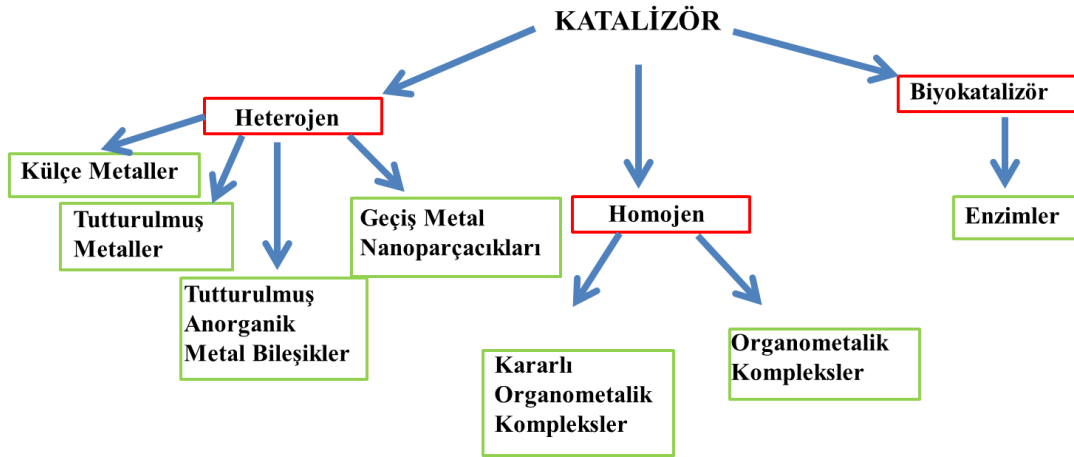 KATALİZÖR
Heterojen
Biyokatalizör
Külçe Metaller
Tutturulmuş
Metaller
Geçiş Metal
Nanoparçacıkları
Homojen
Enzimler
Tutturulmuş
Anorganik
Metal Bileşikler
Kararlı
Organometalik
Kompleksler
Organometalik
Kompleksler